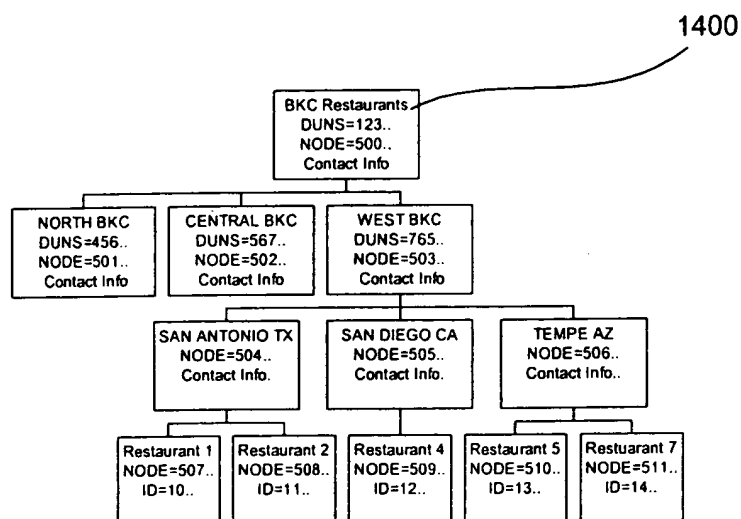 1400
BKC Restaurants
DUNS=123..
NODE=500..
Contact Info
NORTH BKC
DUNS=456..
NODE=501..
Contact Info
CENTRAL BKC
DUNS=567..
NODE=502..
Contact Info
WEST BKC
DUNS=765..
NODE=503..
Contact Info
SAN ANTONIO TX
NODE=504..
Contact Info.
SAN DIEGO CA
NODE=505..
Contact Info.
TEMPE AZ
NODE=506..
Contact Info..
Restaurant 1
NODE=507..
ID=10..
Restaurant 2
NODE=508..
ID=11..
Restaurant 4
NODE=509..
ID=12..
Restaurant 5
NODE=510..
ID=13..
Restuarant 7
NODE=511..
ID=14..